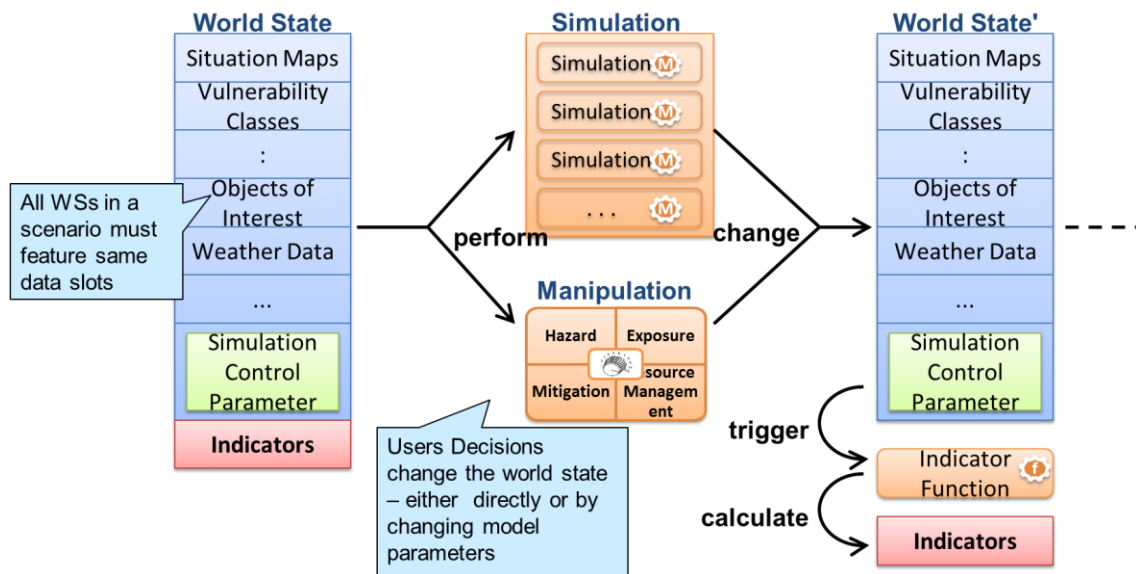 World State
Situation Maps
Vulnerability
Classes
:
Objects of
Interest
Weather Data
...
Simulation
Control
Parameter
Indicators
All WSs in a
scenario must
feature same
data slots
perform
Simulation
Simulation M
Simulation M
Simulation M
. . . M
Manipulation
Hazard
Exposure
Mitigation
source
Managem
ent
Users Decisions
change the world state
– either directly or by
changing model
parameters
change
World State'
Situation Maps
Vulnerability
Classes
:
Objects of
Interest
Weather Data
...
Simulation
Control
Parameter
trigger
Indicator
Function f
calculate
Indicators